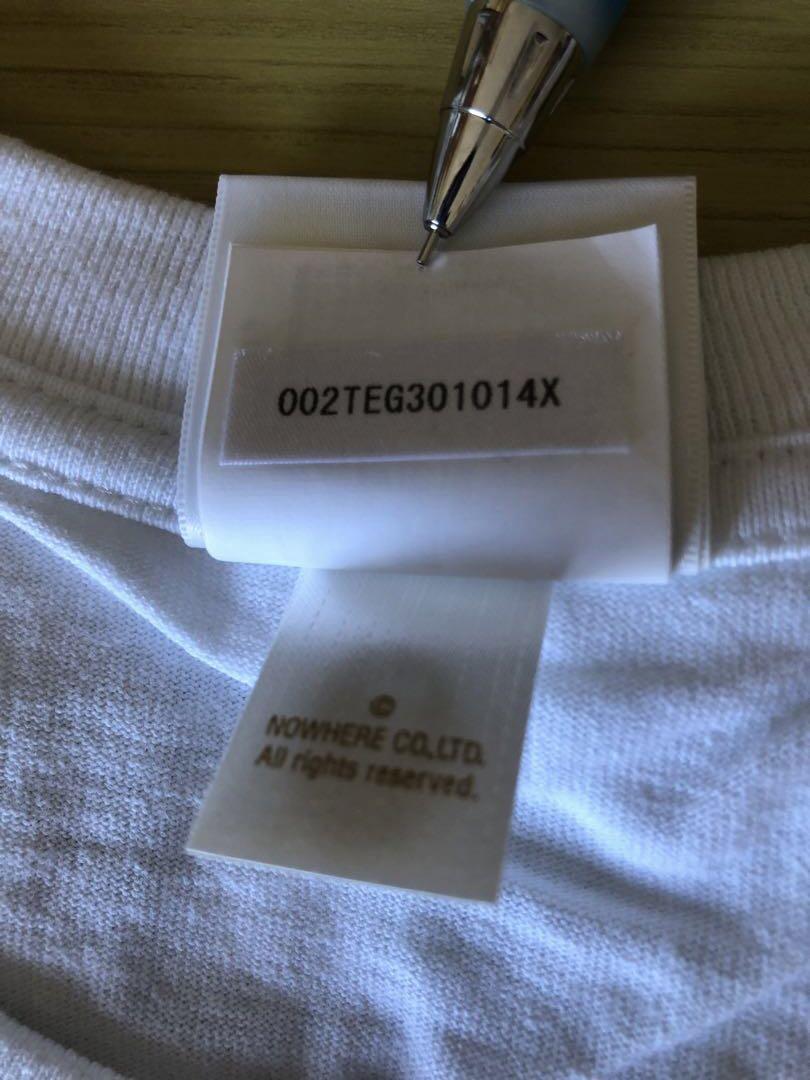 002TEG301014X
©
NOWHERE CO.,LTD.
All rights reserved.